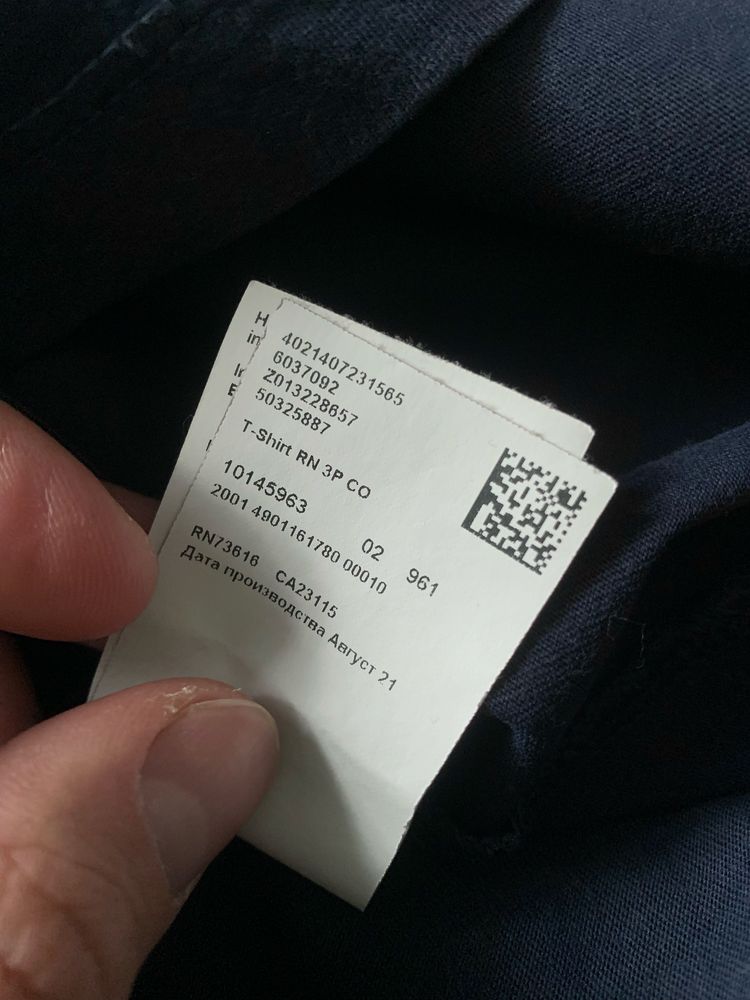 4021407231565
6037092
Z013228657
50325887
T-Shirt RN 3P CO
10145963 02 961
2001 4901161780 00010
RN73616 CA23115
Дата производства Август 21